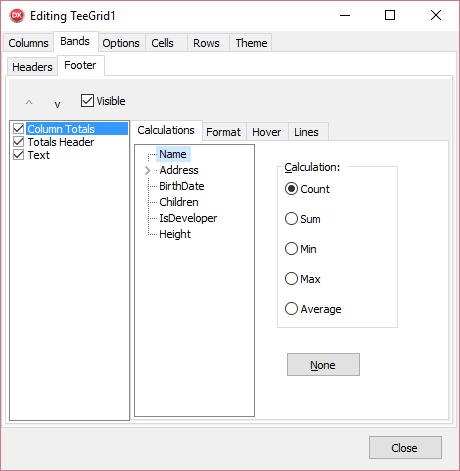 DX Editing TeeGrid1
Columns Bands Options Cells Rows Theme
Headers Footer
^ v Visible
Column Totals
Totals Header
Text
Calculations Format Hover Lines
Name
Address
BirthDate
Children
IsDeveloper
Height
Calculation:
Count
Sum
Min
Max
Average
None
Close